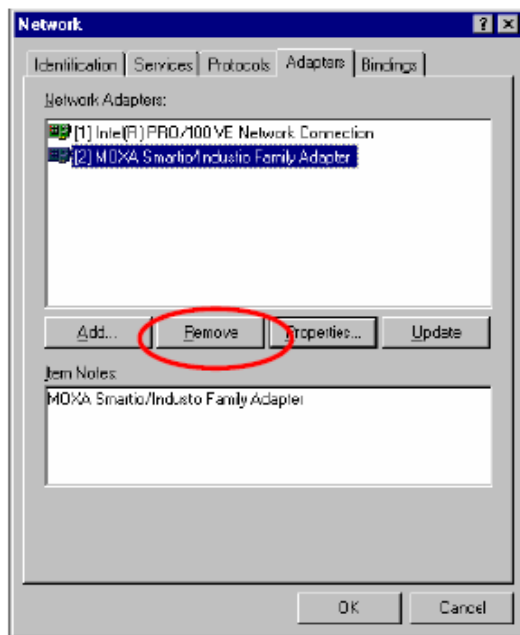 Network
Identification Services Protocols Adapters Bindings
Network Adapters:
[1] Intel(R) PRO/100 VE Network Connection
[2] MOXA Smartio/Industio Family Adapter
Add... Remove Properties... Update
Item Notes:
MOXA Smartio/Industo Family Adapter
OK Cancel